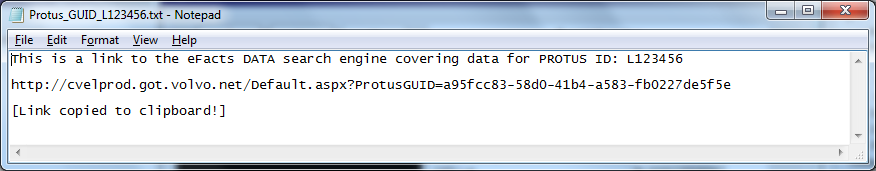 Protus_GUID_L123456.txt - Notepad
File Edit Format View Help
This is a link to the eFacts DATA search engine covering data for PROTUS ID: L123456
http://cvelprod.got.volvo.net/Default.aspx?ProtusGUID=a95fcc83-58d0-41b4-a583-fb0227de5f5e
[Link copied to clipboard!]